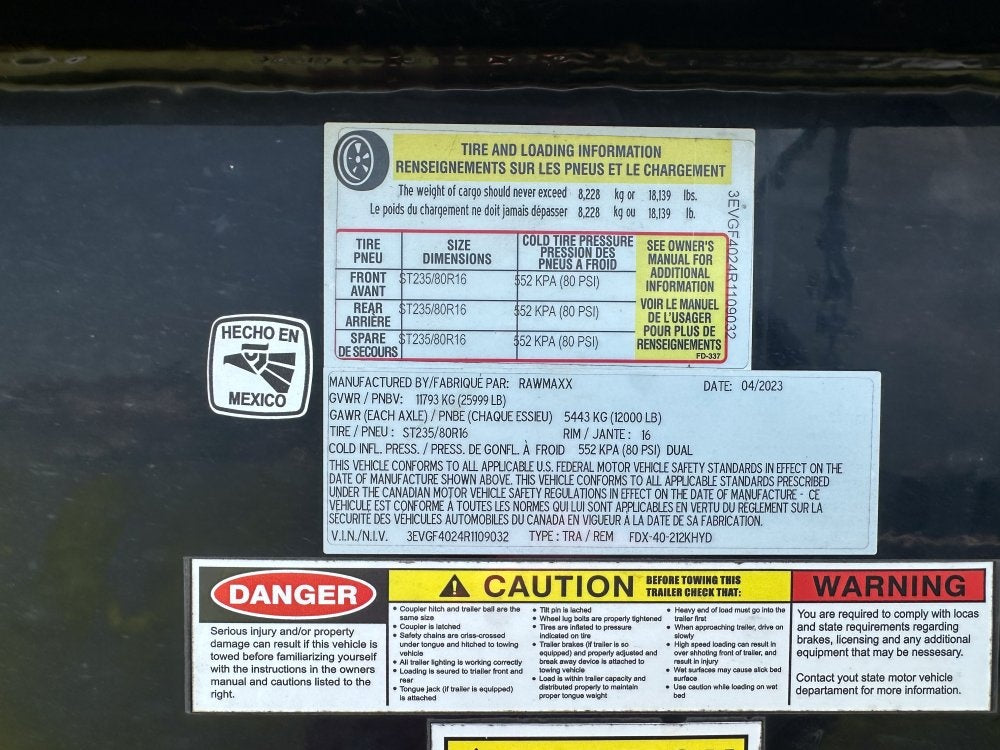 TIRE AND LOADING INFORMATION
RENSEIGNEMENTS SUR LES PNEUS ET LE CHARGEMENT
The weight of cargo should never exceed 8,228 kg or 18,139 lbs.
Le poids du chargement ne doit jamais dépasser 8,228 kg ou 18,139 lb.
TIRE
PNEU
SIZE
DIMENSIONS
COLD TIRE PRESSURE
PRESSION DES
PNEUS A FROID
FRONT
AVANT
ST235/80R16
552 KPA (80 PSI)
REAR
ARRIÈRE
ST235/80R16
552 KPA (80 PSI)
SPARE
DE SECOURS
ST235/80R16
552 KPA (80 PSI)
SEE OWNER'S
MANUAL FOR
ADDITIONAL
INFORMATION
VOIR LE MANUEL
DE L'USAGER
POUR PLUS DE
RENSEIGNEMENTS
FD-337
3EVGF4024R1109032
HECHO EN
MEXICO
MANUFACTURED BY/FABRIQUÉ PAR: RAWMAXX DATE: 04/2023
GVWR / PNBV: 11793 KG (25999 LB)
GAWR (EACH AXLE) / PNBE (CHAQUE ESSIEU) 5443 KG (12000 LB)
TIRE / PNEU : ST235/80R16 RIM / JANTE : 16
COLD INFL. PRESS. / PRESS. DE GONFL. À FROID 552 KPA (80 PSI) DUAL
THIS VEHICLE CONFORMS TO ALL APPLICABLE U.S. FEDERAL MOTOR VEHICLE SAFETY STANDARDS IN EFFECT ON THE
DATE OF MANUFACTURE SHOWN ABOVE. THIS VEHICLE CONFORMS TO ALL APPLICABLE STANDARDS PRESCRIBED
UNDER THE CANADIAN MOTOR VEHICLE SAFETY REGULATIONS IN EFFECT ON THE DATE OF MANUFACTURE - CE
VÉHICULE EST CONFORME À TOUTES LES NORMES QUI LUI SONT APPLICABLES EN VERTU DU RÈGLEMENT SUR LA
SÉCURITÉ DES VÉHICULES AUTOMOBILES DU CANADA EN VIGUEUR À LA DATE DE SA FABRICATION.
V.I.N./N.I.V. 3EVGF4024R1109032 TYPE : TRA / REM FDX-40-212KHYD
DANGER
Serious injury and/or property
damage can result if this vehicle is
towed before familiarizing yourself
with the instructions in the owners
manual and cautions listed to the
right.
CAUTION
BEFORE TOWING THIS
TRAILER CHECK THAT:
• Coupler hitch and trailer ball are the
same size
• Coupler is latched
• Safety chains are criss-crossed
under tongue and hitched to towing
vehicle
• All trailer lighting is working correctly
• Loading is seured to trailer front and
rear
• Tongue jack (if trailer is equipped)
is attached
• Tilt pin is lached
• Wheel lug bolts are properly tightened
• Tires are inflated to pressure
indicated on tire
• Trailer brakes (if trailer is so
equipped) and properly adjusted and
break away device is attached to
towing vehicle
• Load is within trailer capacity and
distributed properly to maintain
proper tongue weight
• Heavy end of load must go into the
trailer first
• When approaching trailer, drive on
slowly
• High speed loading can result in
over shhoting front of trailer, and
result in injury
• Wet surfaces may cause slick bed
surface
• Use caution while loading on wet
bed
WARNING
You are required to comply with locas
and state requirements regarding
brakes, licensing and any additional
equipment that may be nessesary.
Contact yout state motor vehicle
departament for more information.